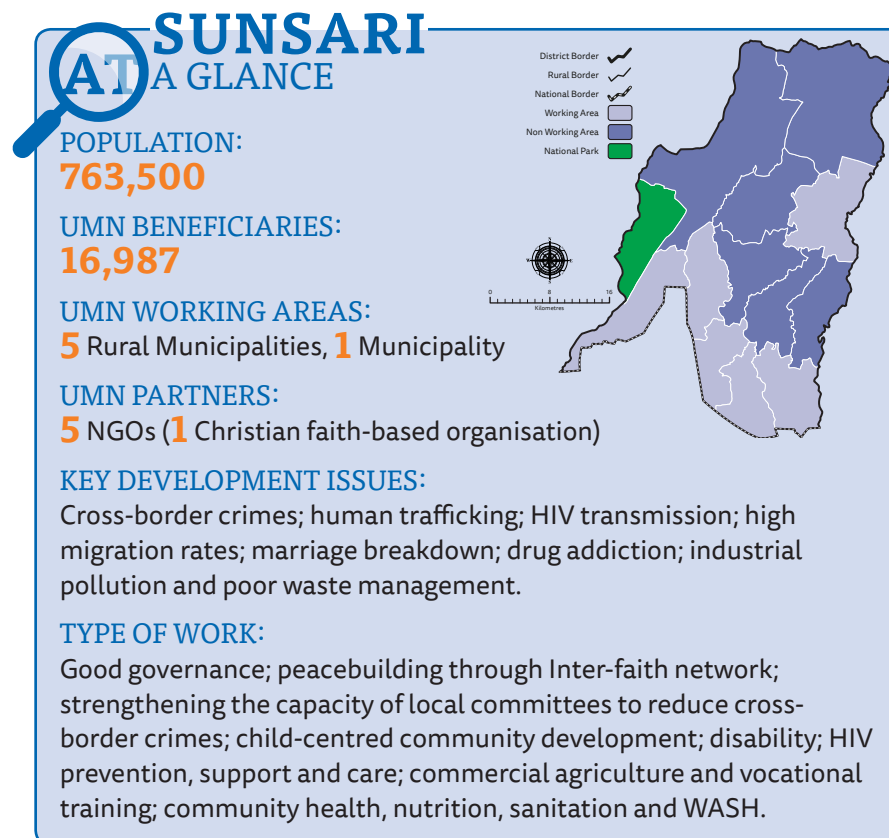 SUNSARI
AT A GLANCE
District Border
Rural Border
National Border
Working Area
Non Working Area
National Park
POPULATION:
763,500
UMN BENEFICIARIES:
16,987
0 8 16
Kilometres
UMN WORKING AREAS:
5 Rural Municipalities, 1 Municipality
UMN PARTNERS:
5 NGOs (1 Christian faith-based organisation)
KEY DEVELOPMENT ISSUES:
Cross-border crimes; human trafficking; HIV transmission; high
migration rates; marriage breakdown; drug addiction; industrial
pollution and poor waste management.
TYPE OF WORK:
Good governance; peacebuilding through Inter-faith network;
strengthening the capacity of local committees to reduce cross-
border crimes; child-centred community development; disability; HIV
prevention, support and care; commercial agriculture and vocational
training; community health, nutrition, sanitation and WASH.